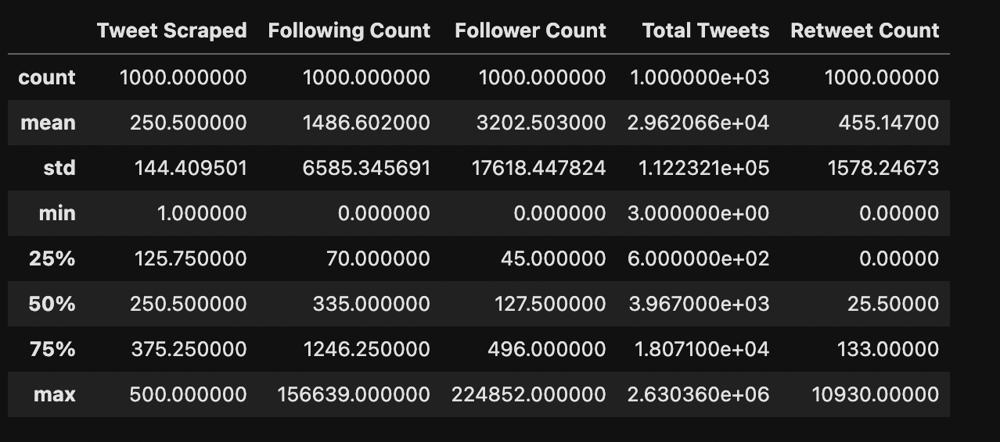 Tweet Scraped Following Count Follower Count Total Tweets Retweet Count
count 1000.000000 1000.000000 1000.000000 1.000000e+03 1000.00000
mean 250.500000 1486.602000 3202.503000 2.962066e+04 455.14700
std 144.409501 6585.345691 17618.447824 1.122321e+05 1578.24673
min 1.000000 0.000000 0.000000 3.000000e+00 0.00000
25% 125.750000 70.000000 45.000000 6.000000e+02 0.00000
50% 250.500000 335.000000 127.500000 3.967000e+03 25.50000
75% 375.250000 1246.250000 496.000000 1.807100e+04 133.00000
max 500.000000 156639.000000 224852.000000 2.630360e+06 10930.00000